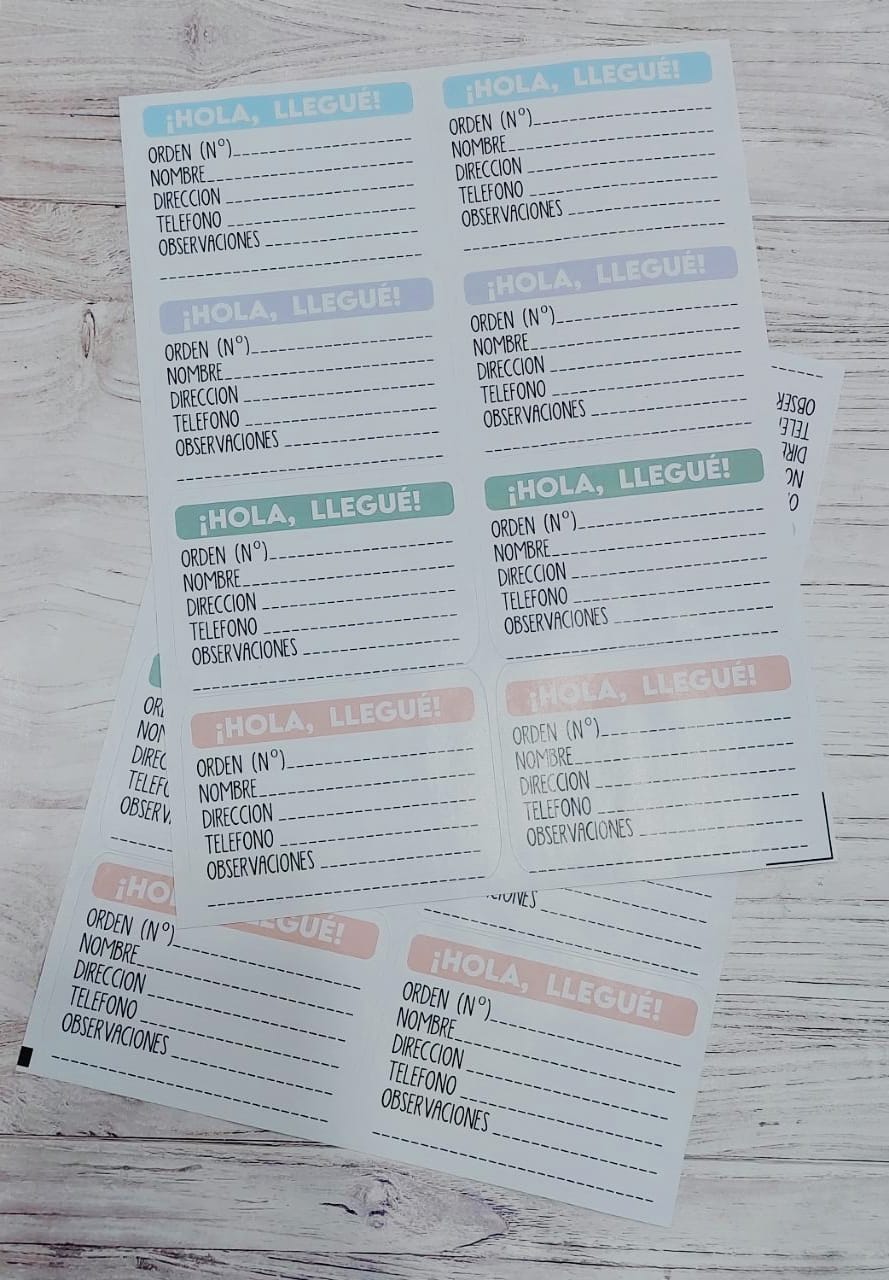 ¡HOLA, LLEGUÉ!
ORDEN (N°)
NOMBRE
DIRECCION
TELEFONO
OBSERVACIONES
¡HOLA, LLEGUÉ!
ORDEN (N°)
NOMBRE
DIRECCION
TELEFONO
OBSERVACIONES
¡HOLA, LLEGUÉ!
ORDEN (N°)
NOMBRE
DIRECCION
TELEFONO
OBSERVACIONES
¡HOLA, LLEGUÉ!
ORDEN (N°)
NOMBRE
DIRECCION
TELEFONO
OBSERVACIONES
¡HOLA, LLEGUÉ!
ORDEN (N°)
NOMBRE
DIRECCION
TELEFONO
OBSERVACIONES
¡HOLA, LLEGUÉ!
ORDEN (N°)
NOMBRE
DIRECCION
TELEFONO
OBSERVACIONES
¡HOLA, LLEGUÉ!
ORDEN (N°)
NOMBRE
DIRECCION
TELEFONO
OBSERVACIONES
¡HOLA, LLEGUÉ!
ORDEN (N°)
NOMBRE
DIRECCION
TELEFONO
OBSERVACIONES
ORDEN (N°)
NOMBRE
DIRECCION
TELEFONO
OBSERVACIONES
¡HOLA, LLEGUÉ!
ORDEN (N°)
NOMBRE
DIRECCION
TELEFONO
OBSERVACIONES